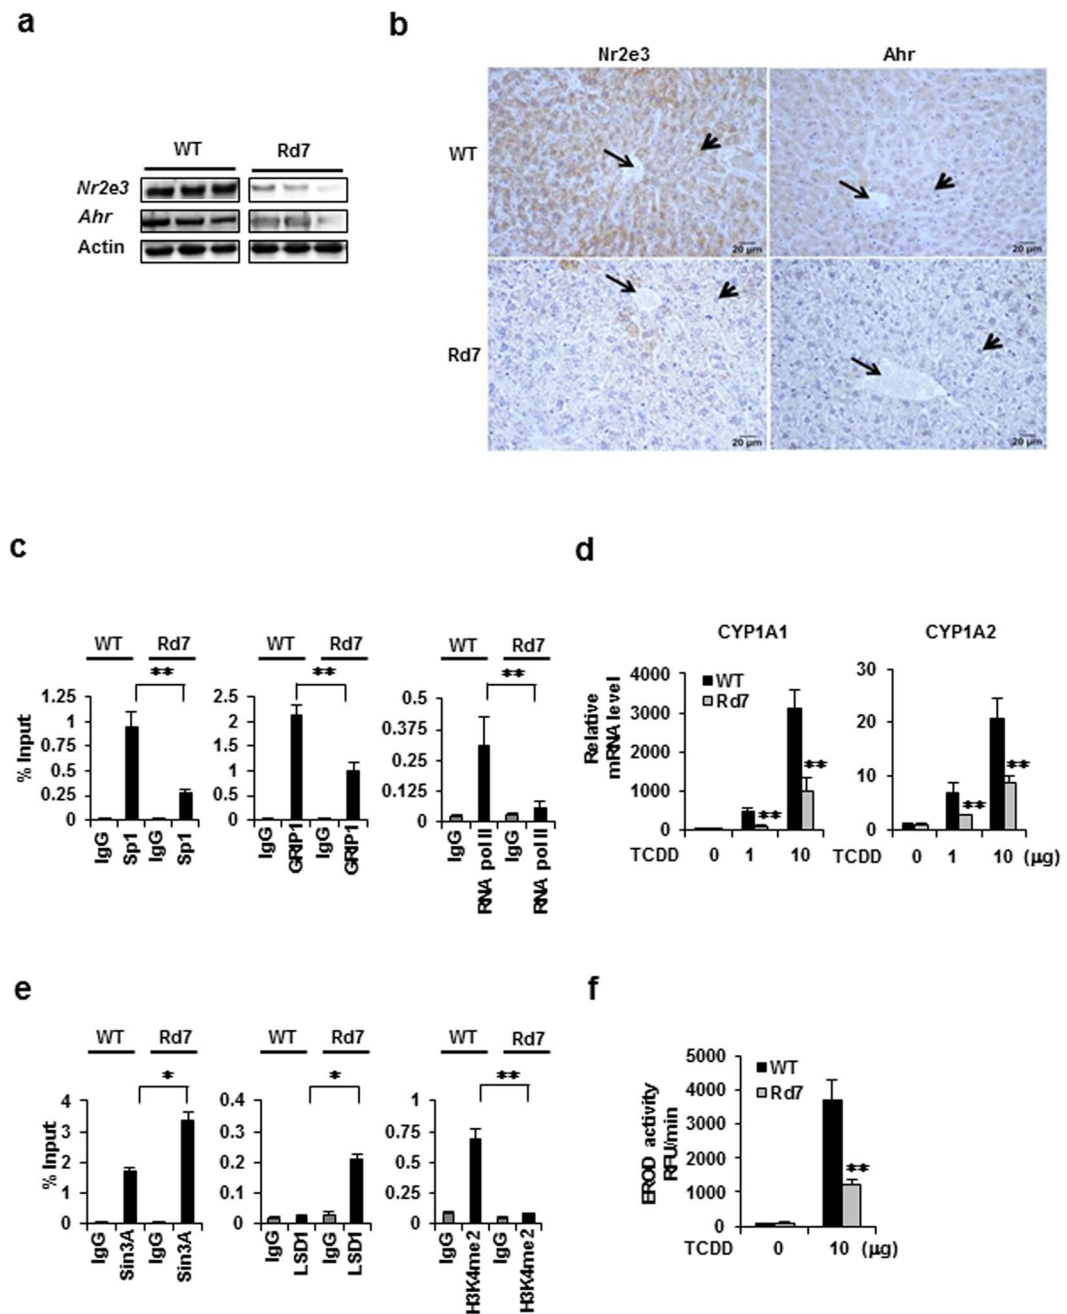 a
WT Rd7
Nr2e3
Ahr
Actin
b
Nr2e3 Ahr
WT
20 µm 20 µm
Rd7
20 µm 20 µm
c
WT Rd7
**
1.25
1
0.75
0.5
0.25
0
% Input
IgG
Sp1
IgG
Sp1
WT Rd7
**
2.5
2
1.5
1
0.5
0
IgG
GRIP1
IgG
GRIP1
WT Rd7
**
0.5
0.375
0.25
0.125
0
IgG
RNA pol II
IgG
RNA pol II
d
CYP1A1
Relative
mRNA level
4000
3000
2000
1000
0
WT
Rd7
**
**
TCDD 0 1 10
CYP1A2
30
20
10
0
**
**
TCDD 0 1 10 (µg)
e
WT Rd7
*
4
3
2
1
0
% Input
IgG
Sin3A
IgG
Sin3A
WT Rd7
*
0.4
0.3
0.2
0.1
0
IgG
LSD1
IgG
LSD1
WT Rd7
**
1
0.75
0.5
0.25
0
IgG
H3K4me2
IgG
H3K4me2
f
EROD activity
RFU/min
5000
4000
3000
2000
1000
0
WT
Rd7
**
TCDD 0 10 (µg)